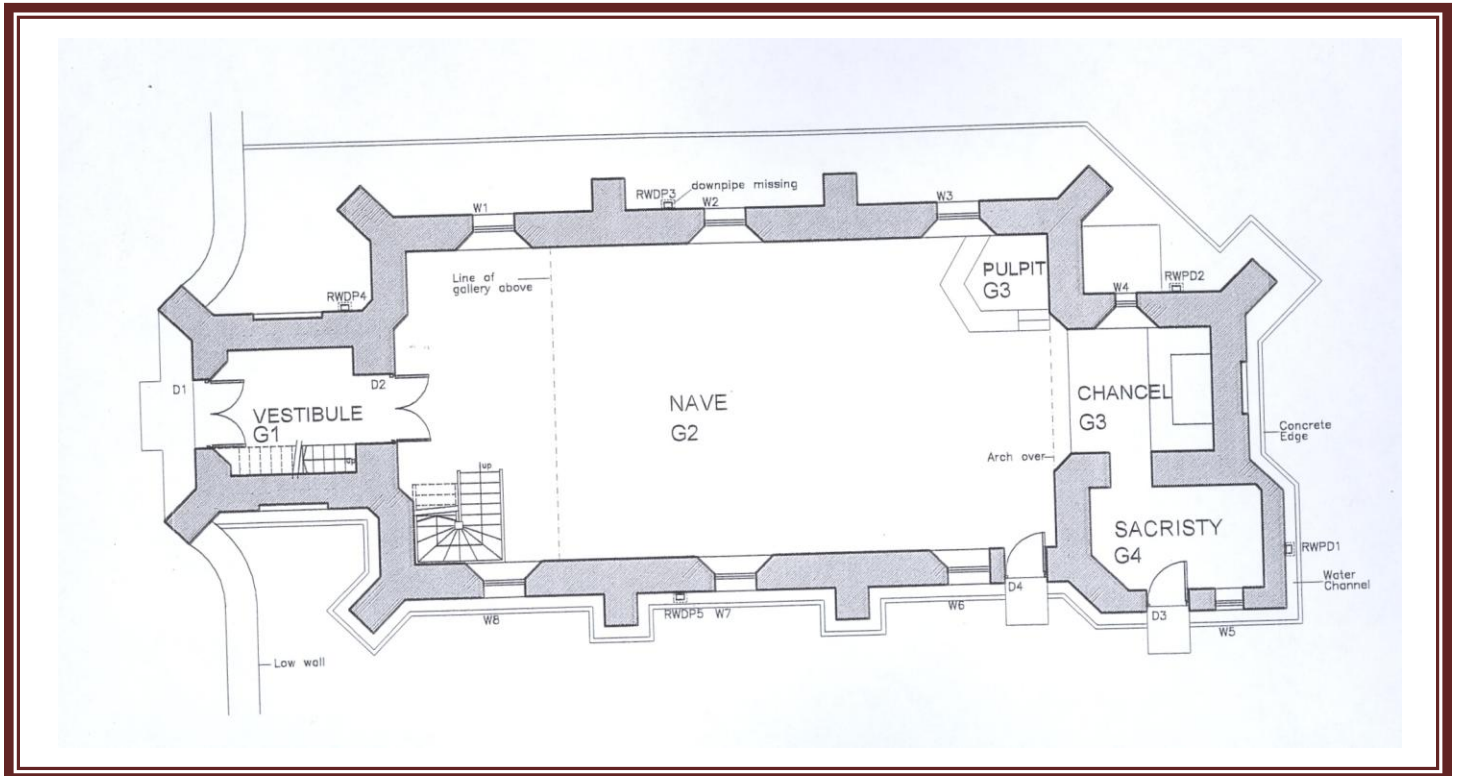 RWDP3
downpipe missing
W1
W2
W3
Line of
gallery above
PULPIT
G3
RWPD2
RWDP4
W4
D1
D2
VESTIBULE
G1
up
NAVE
G2
CHANCEL
G3
Concrete
Edge
Arch over
up
SACRISTY
G4
RWPD1
Water
Channel
D4
D3
W5
W6
W7
RWDP5
W8
Low wall